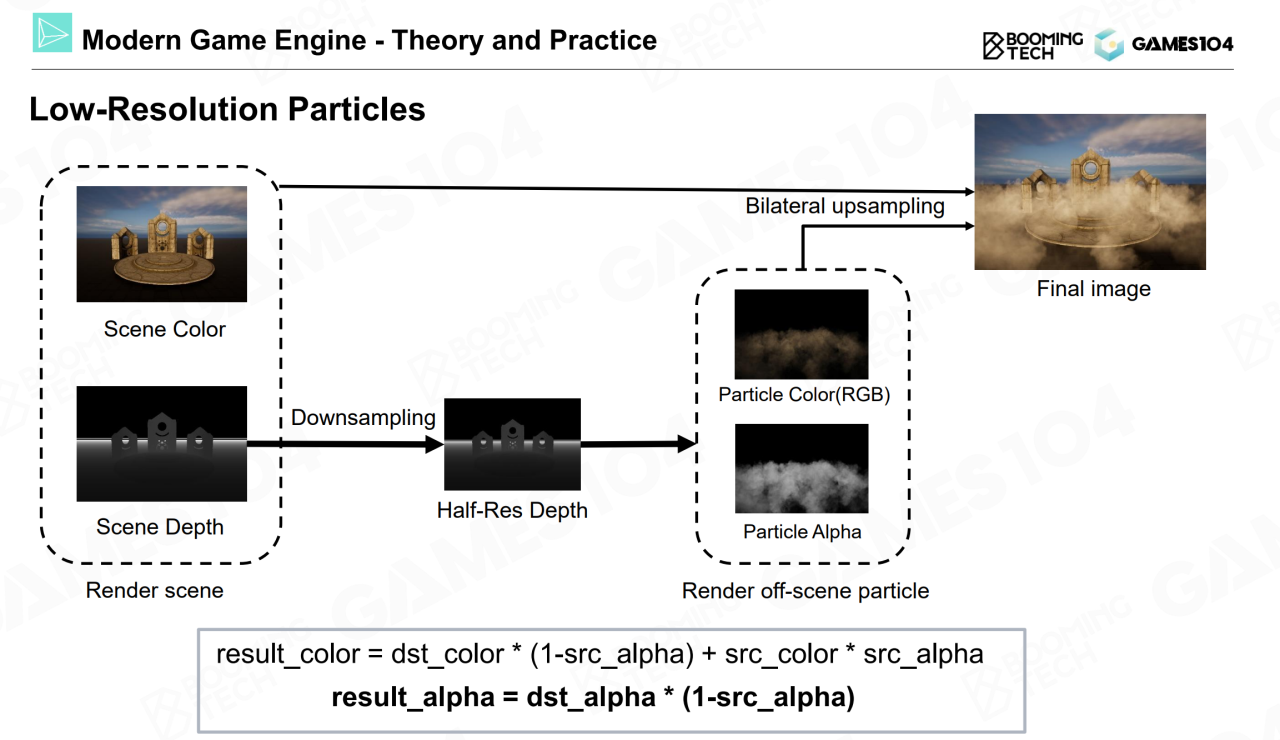 Modern Game Engine - Theory and Practice
BOOMING
TECH
GAMES104
Low-Resolution Particles
Bilateral upsampling
Final image
Scene Color
Particle Color(RGB)
Downsampling
Half-Res Depth
Scene Depth
Particle Alpha
Render scene
Render off-scene particle
result_color = dst_color * (1-src_alpha) + src_color * src_alpha
result_alpha = dst_alpha * (1-src_alpha)